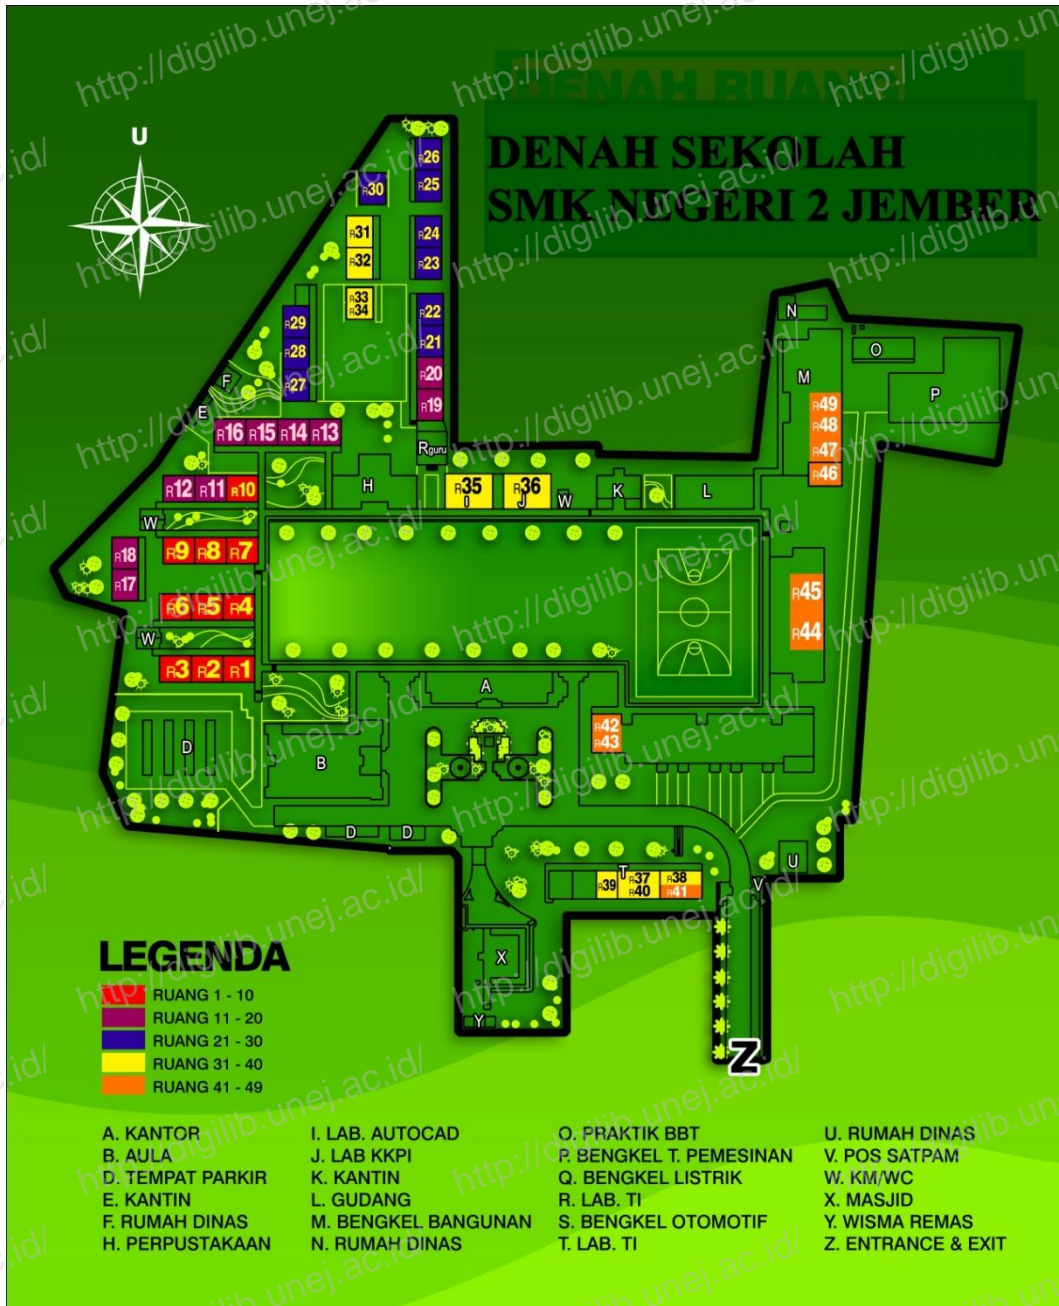 DENAH RUANG
DENAH SEKOLAH
SMK NEGERI 2 JEMBER
U
R26
R25
R30
R24
R23
R31
R32
R33
R34
R22
R21
R20
R19
R29
R28
R27
F
E
R16 R15 R14 R13
Rguru
N
O
M
P
R49
R48
R47
R46
R12 R11 R10
H
R35
I
R36
J
W
K
L
W
R18
R17
R9 R8 R7
R6 R5 R4
W
R3 R2 R1
R45
R44
A
D
B
R42
R43
D
D
T
R39
R37
R40
R38
R41
U
V
X
Y
Z
LEGENDA
RUANG 1 - 10
RUANG 11 - 20
RUANG 21 - 30
RUANG 31 - 40
RUANG 41 - 49
A. KANTOR
B. AULA
D. TEMPAT PARKIR
E. KANTIN
F. RUMAH DINAS
H. PERPUSTAKAAN
I. LAB. AUTOCAD
J. LAB KKPI
K. KANTIN
L. GUDANG
M. BENGKEL BANGUNAN
N. RUMAH DINAS
O. PRAKTIK BBT
P. BENGKEL T. PEMESINAN
Q. BENGKEL LISTRIK
R. LAB. TI
S. BENGKEL OTOMOTIF
T. LAB. TI
U. RUMAH DINAS
V. POS SATPAM
W. KM/WC
X. MASJID
Y. WISMA REMAS
Z. ENTRANCE & EXIT
http://digilib.unej.ac.id/